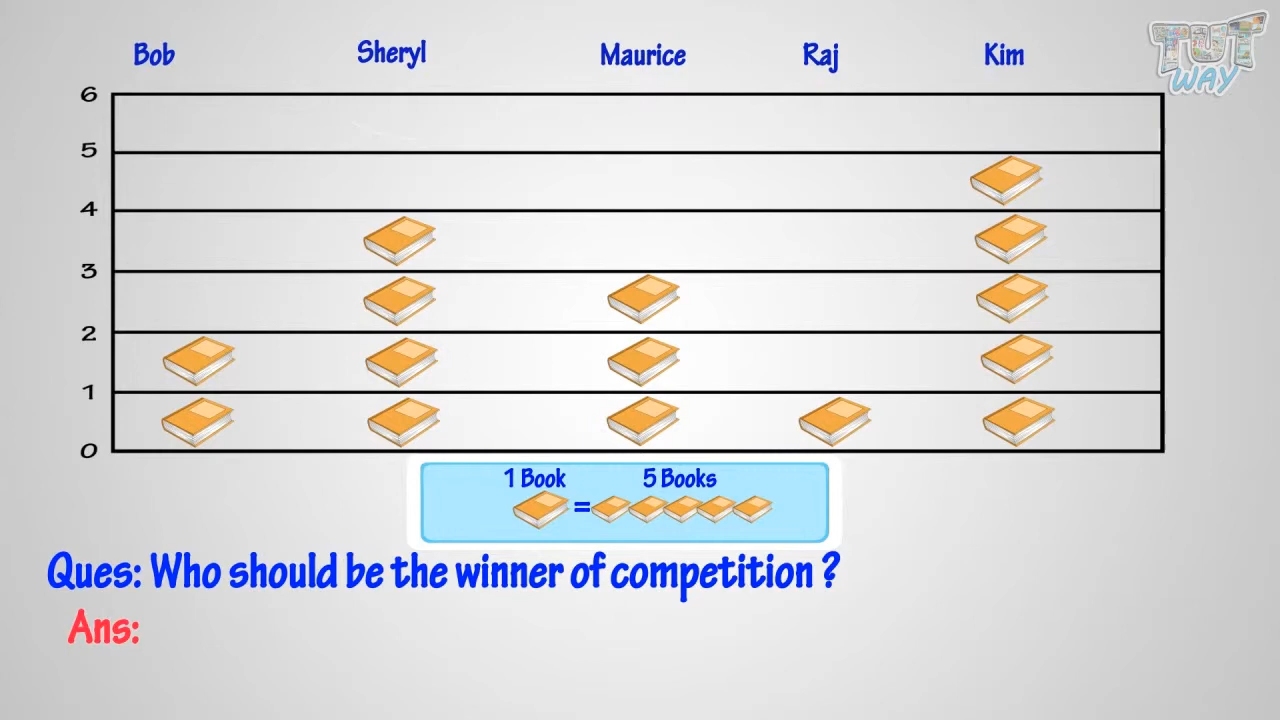 Bob Sheryl Maurice Raj Kim
TUT
WAY
6
5
4
3
2
1
0
1 Book 5 Books
=
Ques: Who should be the winner of competition ?
Ans: